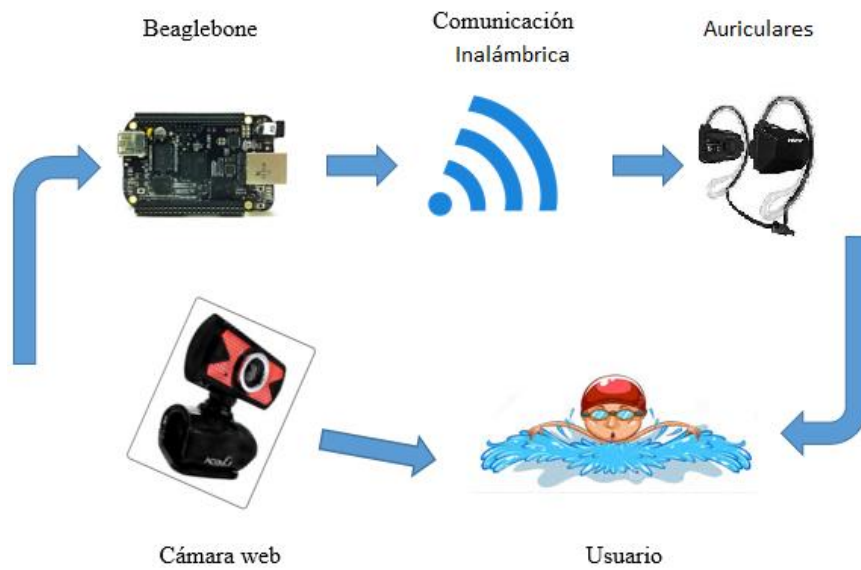 Beaglebone
Comunicación
Inalámbrica
Auriculares
Cámara web
Usuario